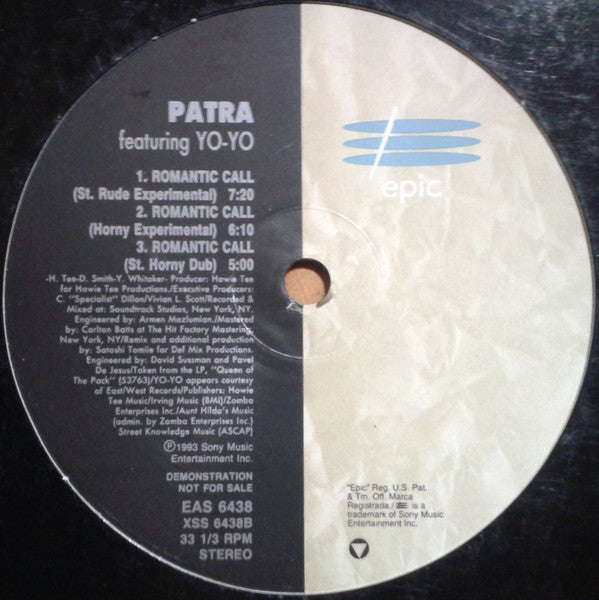 PATRA
featuring YO-YO
1. ROMANTIC CALL
(St. Rude Experimental) 7:20
2. ROMANTIC CALL
(Horny Experimental) 6:10
3. ROMANTIC CALL
(St. Horny Dub) 5:00
-H. Tee-D. Smith-Y. Whitaker- Producer: Howie Tee
for Howie Tee Productions./Executive Producers:
C. "Specialist" Dillon/Vivian L. Scott/Recorded &
Mixed at: Soundtrack Studios, New York, NY.
Engineered by: Armen Mazlumian./Mastered
by: Carlton Batts at The Hit Factory Mastering,
New York, NY/Remix and additional production
by: Satoshi Tomiie for Def Mix Productions.
Engineered by: David Sussman and Pavel
De Jesus/Taken from the LP, "Queen of
The Pack" (53763)/YO-YO appears courtesy
of East/West Records/Publishers: Howie
Tee Music/Irving Music (BMI)/Zomba
Enterprises Inc./Aunt Hilda's Music
(admin. by Zomba Enterprises Inc.)
Street Knowledge Music (ASCAP)
℗1993 Sony Music
Entertainment Inc.
DEMONSTRATION
NOT FOR SALE
EAS 6438
XSS 6438B
33 1/3 RPM
STEREO
epic
"Epic" Reg. U.S. Pat.
& Tm. Off. Marca
Registrada./ is a
trademark of Sony Music
Entertainment Inc.